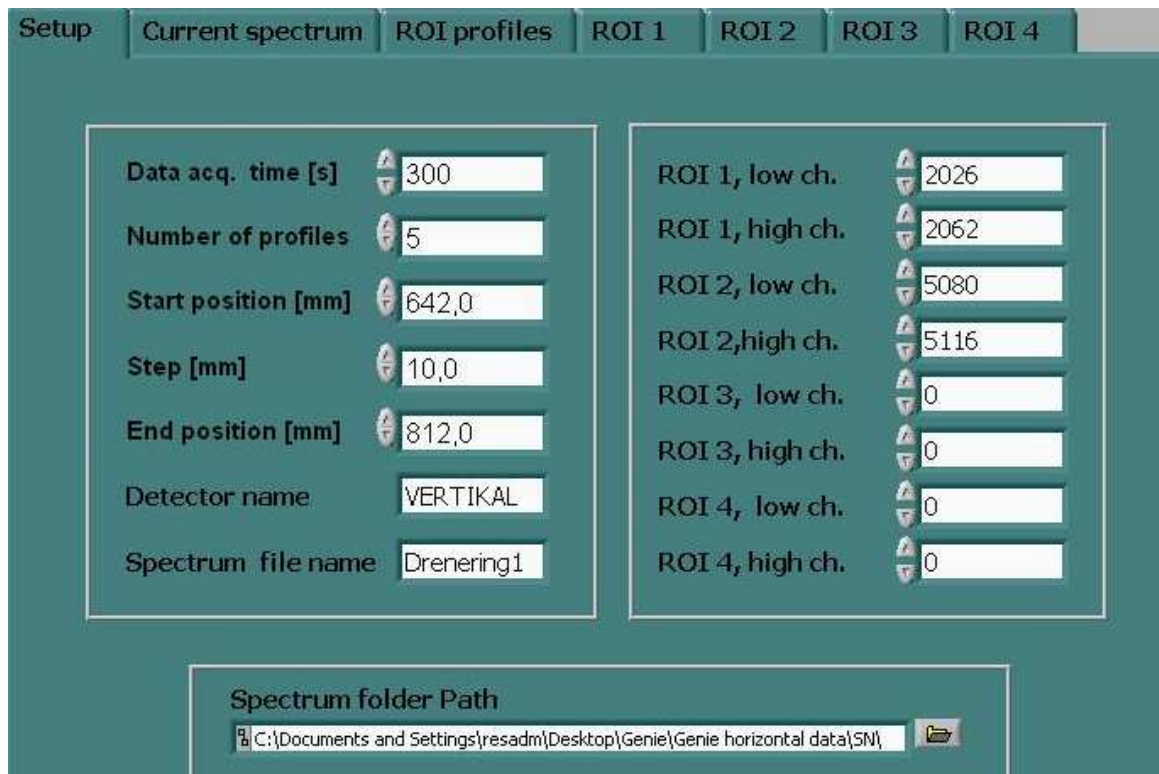 Setup Current spectrum ROI profiles ROI 1 ROI 2 ROI 3 ROI 4
Data acq. time [s] 300
Number of profiles 5
Start position [mm] 642,0
Step [mm] 10,0
End position [mm] 812,0
Detector name VERTIKAL
Spectrum file name Drenering1
ROI 1, low ch. 2026
ROI 1, high ch. 2062
ROI 2, low ch. 5080
ROI 2,high ch. 5116
ROI 3, low ch. 0
ROI 3, high ch. 0
ROI 4, low ch. 0
ROI 4, high ch. 0
Spectrum folder Path
C:\Documents and Settings\resadm\Desktop\Genie\Genie horizontal data\SN\